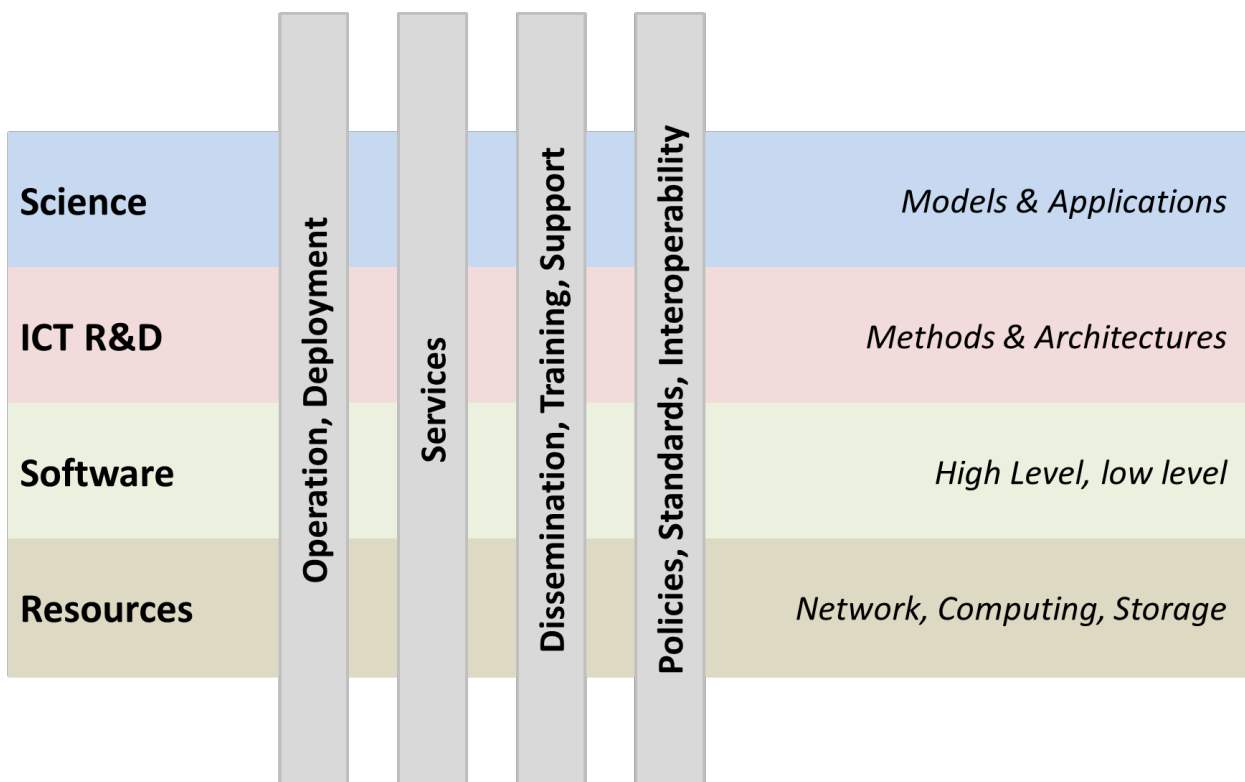 Science
Models & Applications
ICT R&D
Methods & Architectures
Software
High Level, low level
Resources
Network, Computing, Storage
Operation, Deployment
Services
Dissemination, Training, Support
Policies, Standards, Interoperability